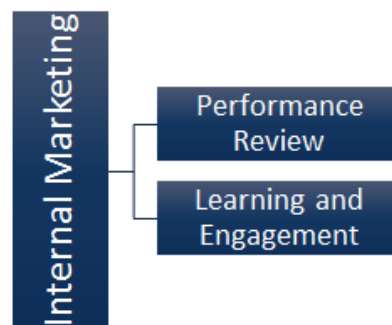 Internal Marketing
Performance
Review
Learning and
Engagement